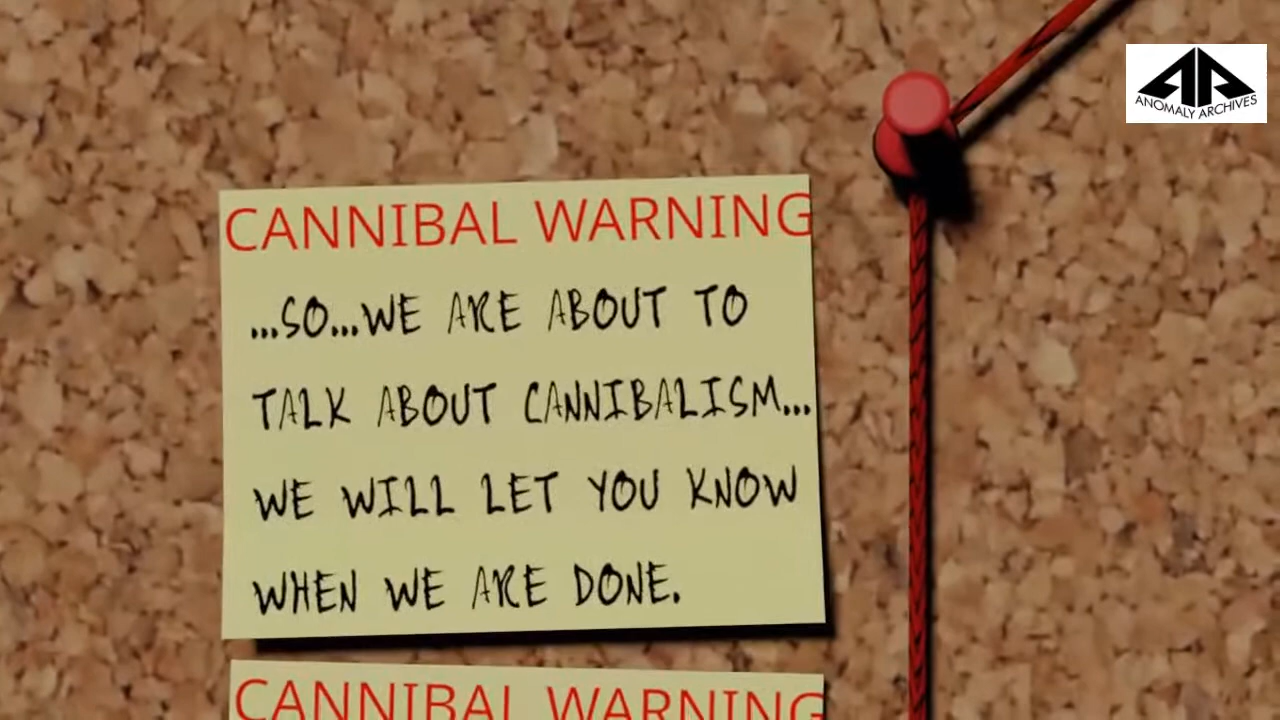 ANOMALY ARCHIVES
CANNIBAL WARNING
...SO...WE ARE ABOUT TO
TALK ABOUT CANNIBALISM...
WE WILL LET YOU KNOW
WHEN WE ARE DONE.
CANNIBAL WARNING